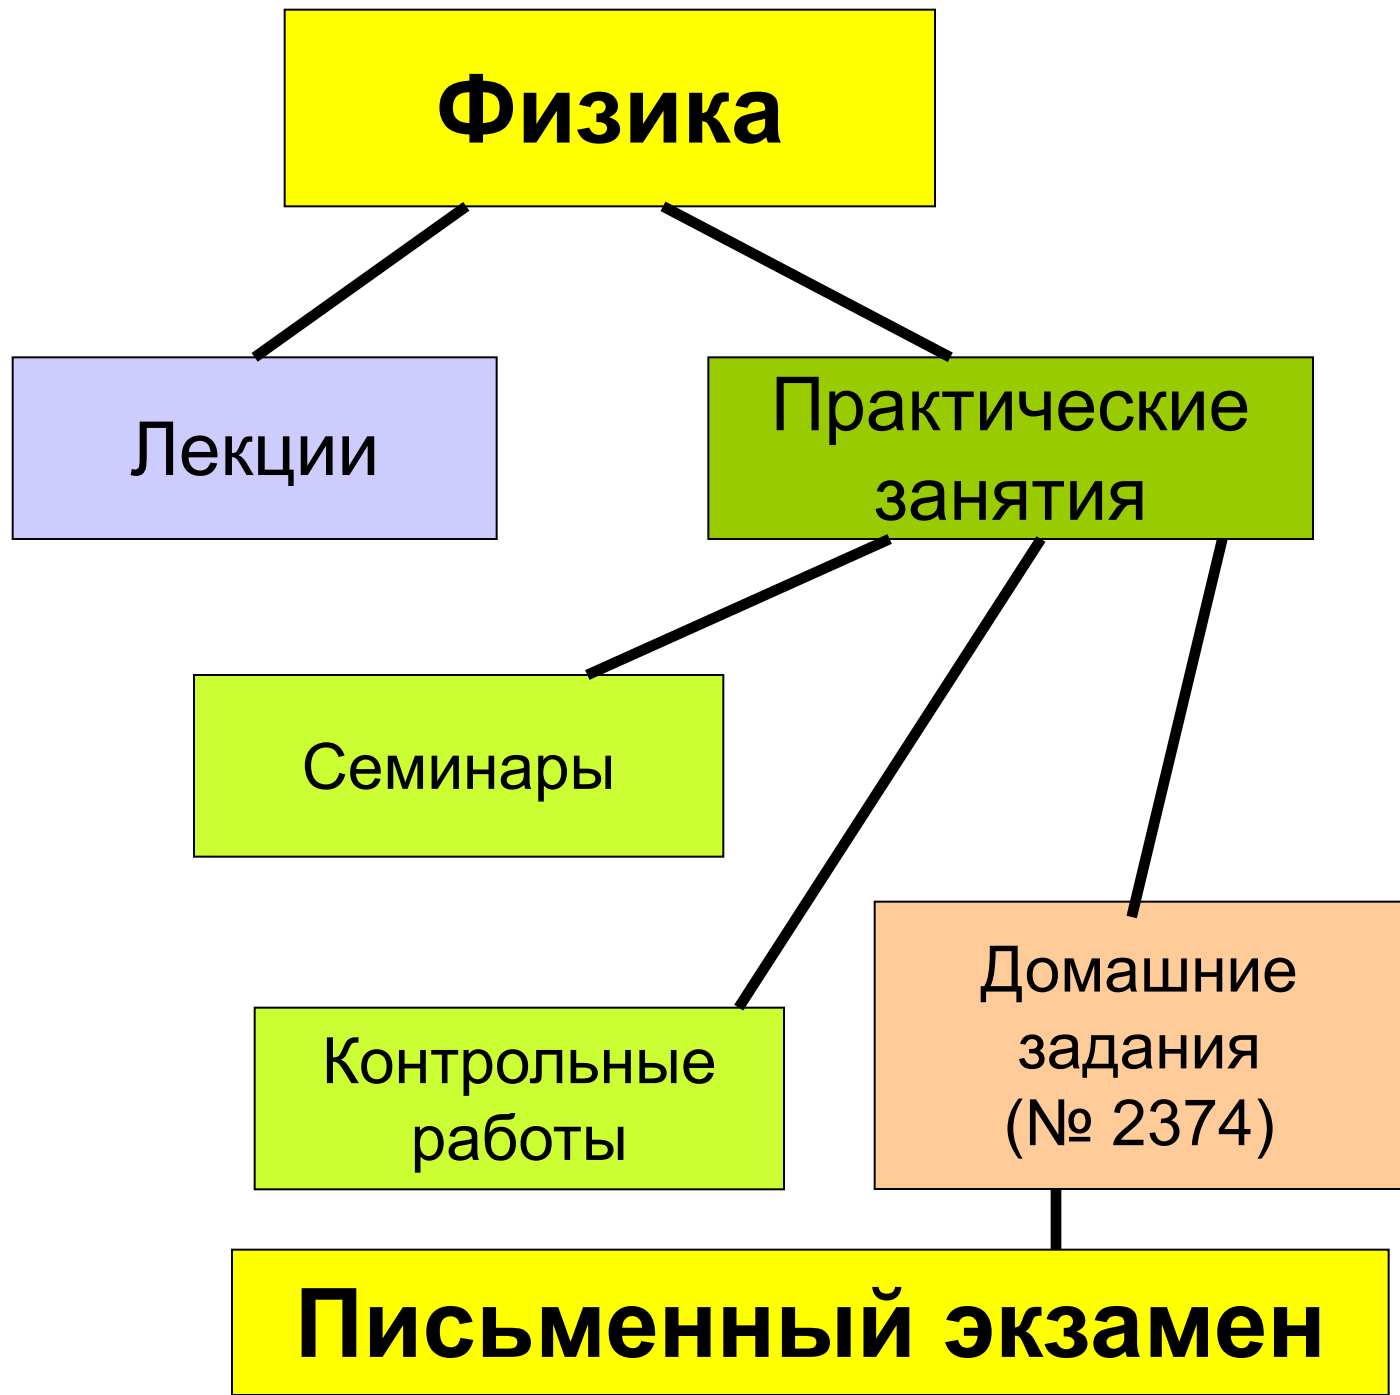 Физика
Лекции
Практические
занятия
Семинары
Контрольные
работы
Домашние
задания
(№ 2374)
Письменный экзамен